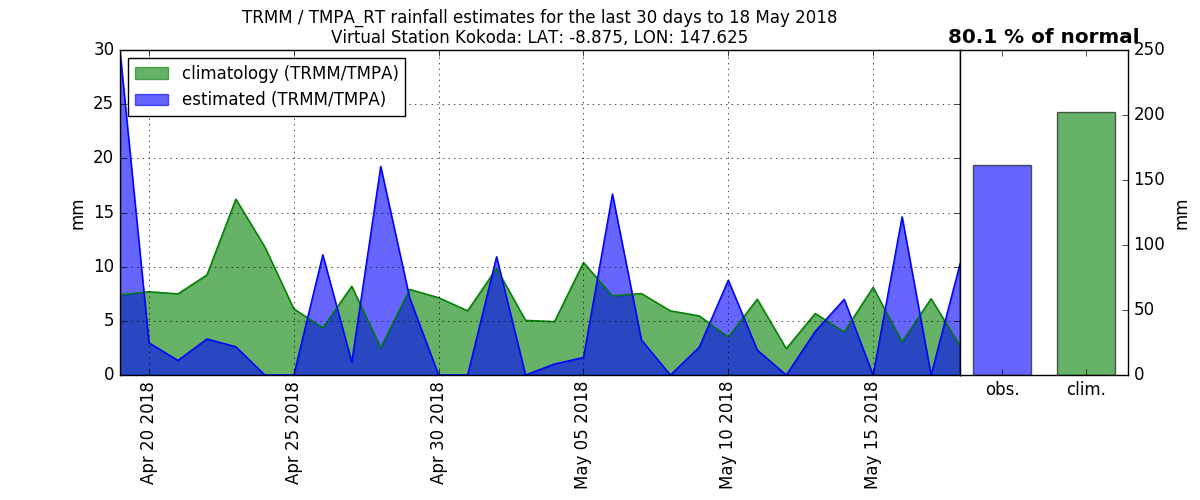 TRMM / TMPA_RT rainfall estimates for the last 30 days to 18 May 2018
Virtual Station Kokoda: LAT: -8.875, LON: 147.625
80.1 % of normal
climatology (TRMM/TMPA)
estimated (TRMM/TMPA)
30
25
20
15
10
5
0
mm
250
200
150
100
50
0
mm
Apr 20 2018
Apr 25 2018
Apr 30 2018
May 05 2018
May 10 2018
May 15 2018
obs.
clim.